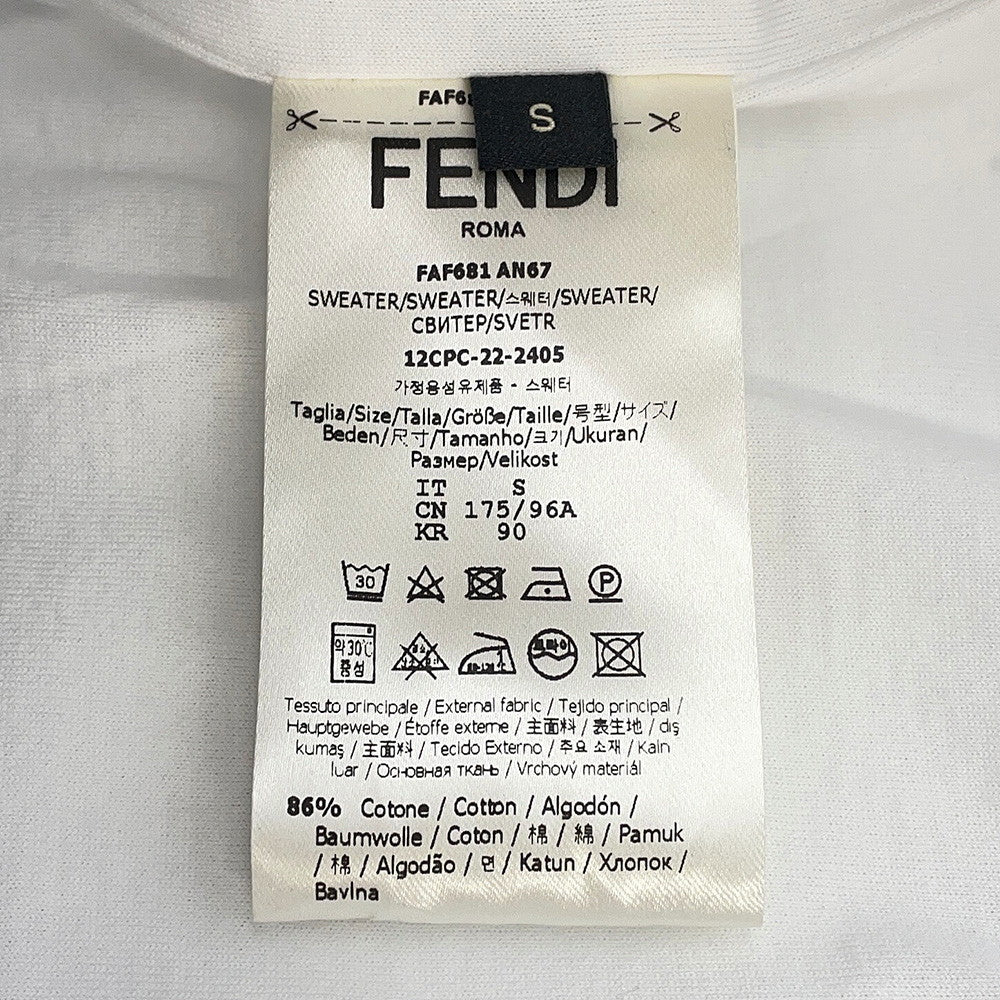 FAF68
S
FENDI
ROMA
FAF681 AN67
SWEATER/SWEATER/스웨터/SWEATER/
СВИТЕР/SVETR
12CPC-22-2405
가정용섬유제품 - 스웨터
Taglia/Size/Talla/Größe/Taille/号型/サイズ/
Beden/尺寸/Tamanho/크기/Ukuran/
Размер/Velikost
IT S
CN 175/96A
KR 90
30 P
약30℃
중성
드라이
Tessuto principale / External fabric / Tejido principal /
Hauptgewebe / Étoffe externe / 主面料 / 表生地 / dış
kumaş / 主面料 / Tecido Externo / 주요 소재 / Kain
luar / Основная ткань / Vrchový materiál
86% Cotone / Cotton / Algodón /
Baumwolle / Coton / 棉 / 綿 / Pamuk
/ 棉 / Algodão / 면 / Katun / Хлопок /
Bavlna